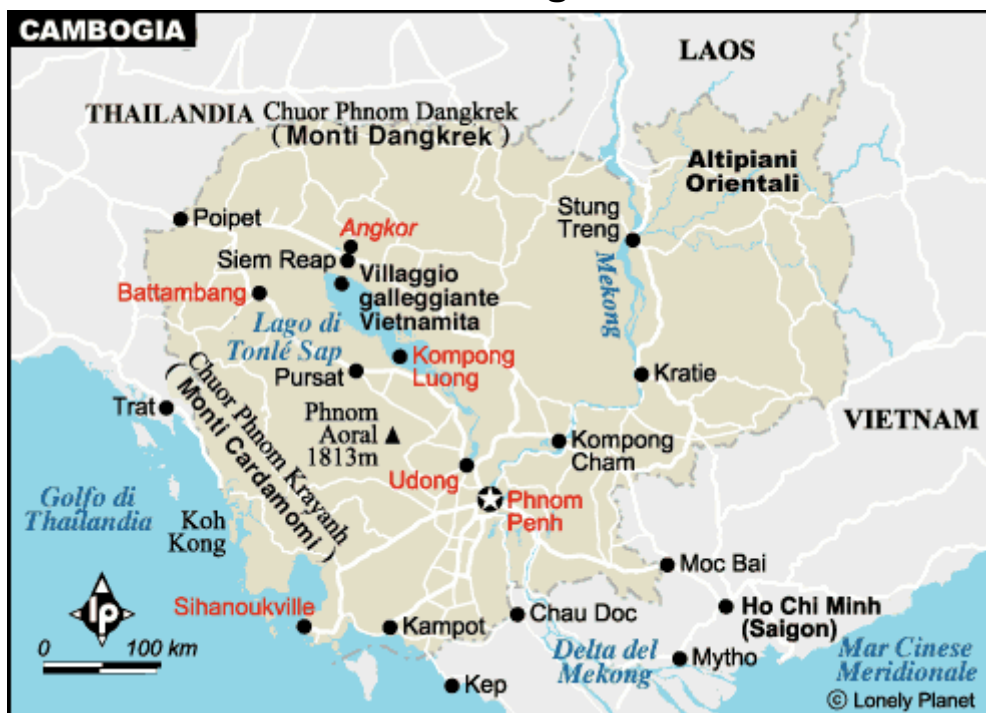 CAMBOGIA
LAOS
THAILANDIA
Chuor Phnom Dangkrek
(Monti Dangkrek)
Altipiani
Orientali
Poipet
Stung
Treng
Angkor
Siem Reap
Mekong
Villaggio
galleggiante
Vietnamita
Battambang
Lago di
Tonlé Sap
Kompong
Luong
Pursat
Kratie
Chuor Phnom Krayanh
(Monti Cardamomi)
Trat
Phnom
Aoral
1813m
VIETNAM
Kompong
Cham
Udong
Golfo di
Thailandia
Phnom
Penh
Koh
Kong
Moc Bai
lp
Sihanoukville
Kampot
Chau Doc
Ho Chi Minh
(Saigon)
0 100 km
Delta del
Mekong
Mytho
Mar Cinese
Meridionale
Kep
© Lonely Planet